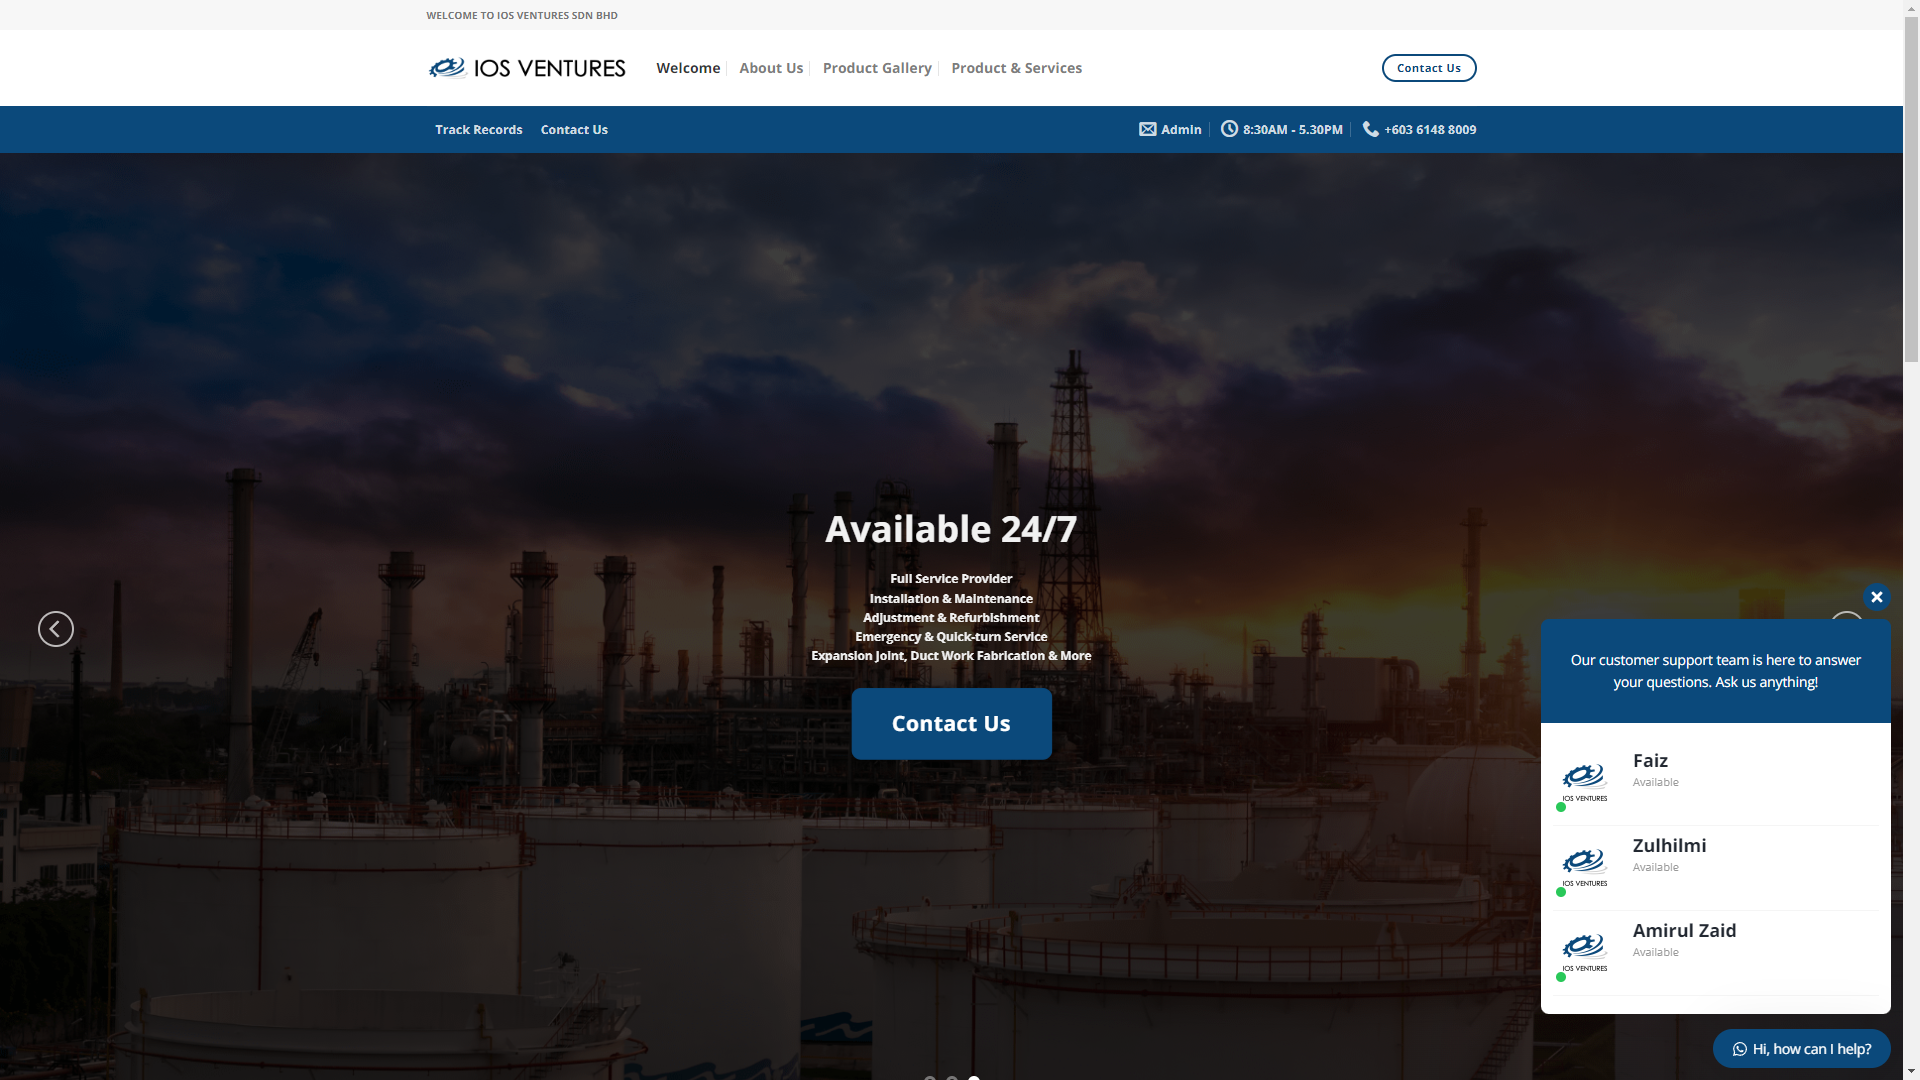 WELCOME TO IOS VENTURES SDN BHD
IOS VENTURES
Welcome
About Us
Product Gallery
Product & Services
Contact Us
Track Records
Contact Us
Admin
8:30AM - 5.30PM
+603 6148 8009
Available 24/7
Full Service Provider
Installation & Maintenance
Adjustment & Refurbishment
Emergency & Quick-turn Service
Expansion Joint, Duct Work Fabrication & More
Contact Us
Our customer support team is here to answer
your questions. Ask us anything!
Faiz
Available
IOS VENTURES
Zulhilmi
Available
IOS VENTURES
Amirul Zaid
Available
IOS VENTURES
Hi, how can I help?